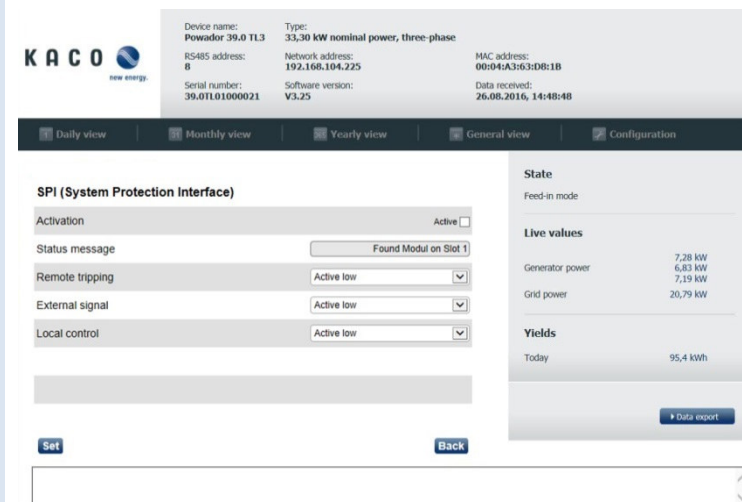 KACO
new energy.
Device name:
Powador 39.0 TL3
Type:
33,30 kW nominal power, three-phase
RS485 address:
8
Network address:
192.168.104.225
MAC address:
00:04:A3:63:D8:1B
Serial number:
39.0TL01000021
Software version:
V3.25
Data received:
26.08.2016, 14:48:48
Daily view
Monthly view
Yearly view
General view
Configuration
SPI (System Protection Interface)
Activation Active
Status message Found Modul on Slot 1
Remote tripping Active low
External signal Active low
Local control Active low
Set Back
State
Feed-in mode
Live values
Generator power 7,28 kW
6,83 kW
7,19 kW
Grid power 20,79 kW
Yields
Today 95,4 kWh
Data export